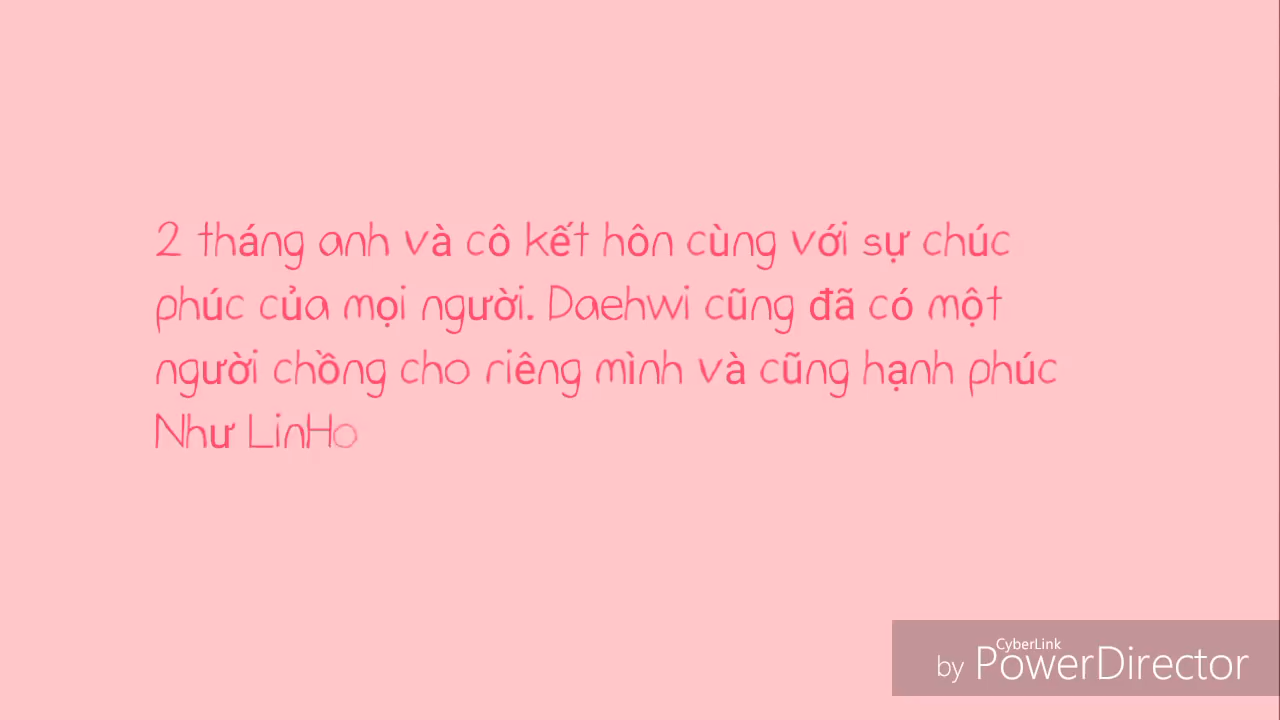 2 tháng anh và cô kết hôn cùng với sự chúc
phúc của mọi người. Daehwi cũng đã có một
người chồng cho riêng mình và cũng hạnh phúc
Như LinHo
CyberLink
by PowerDirector